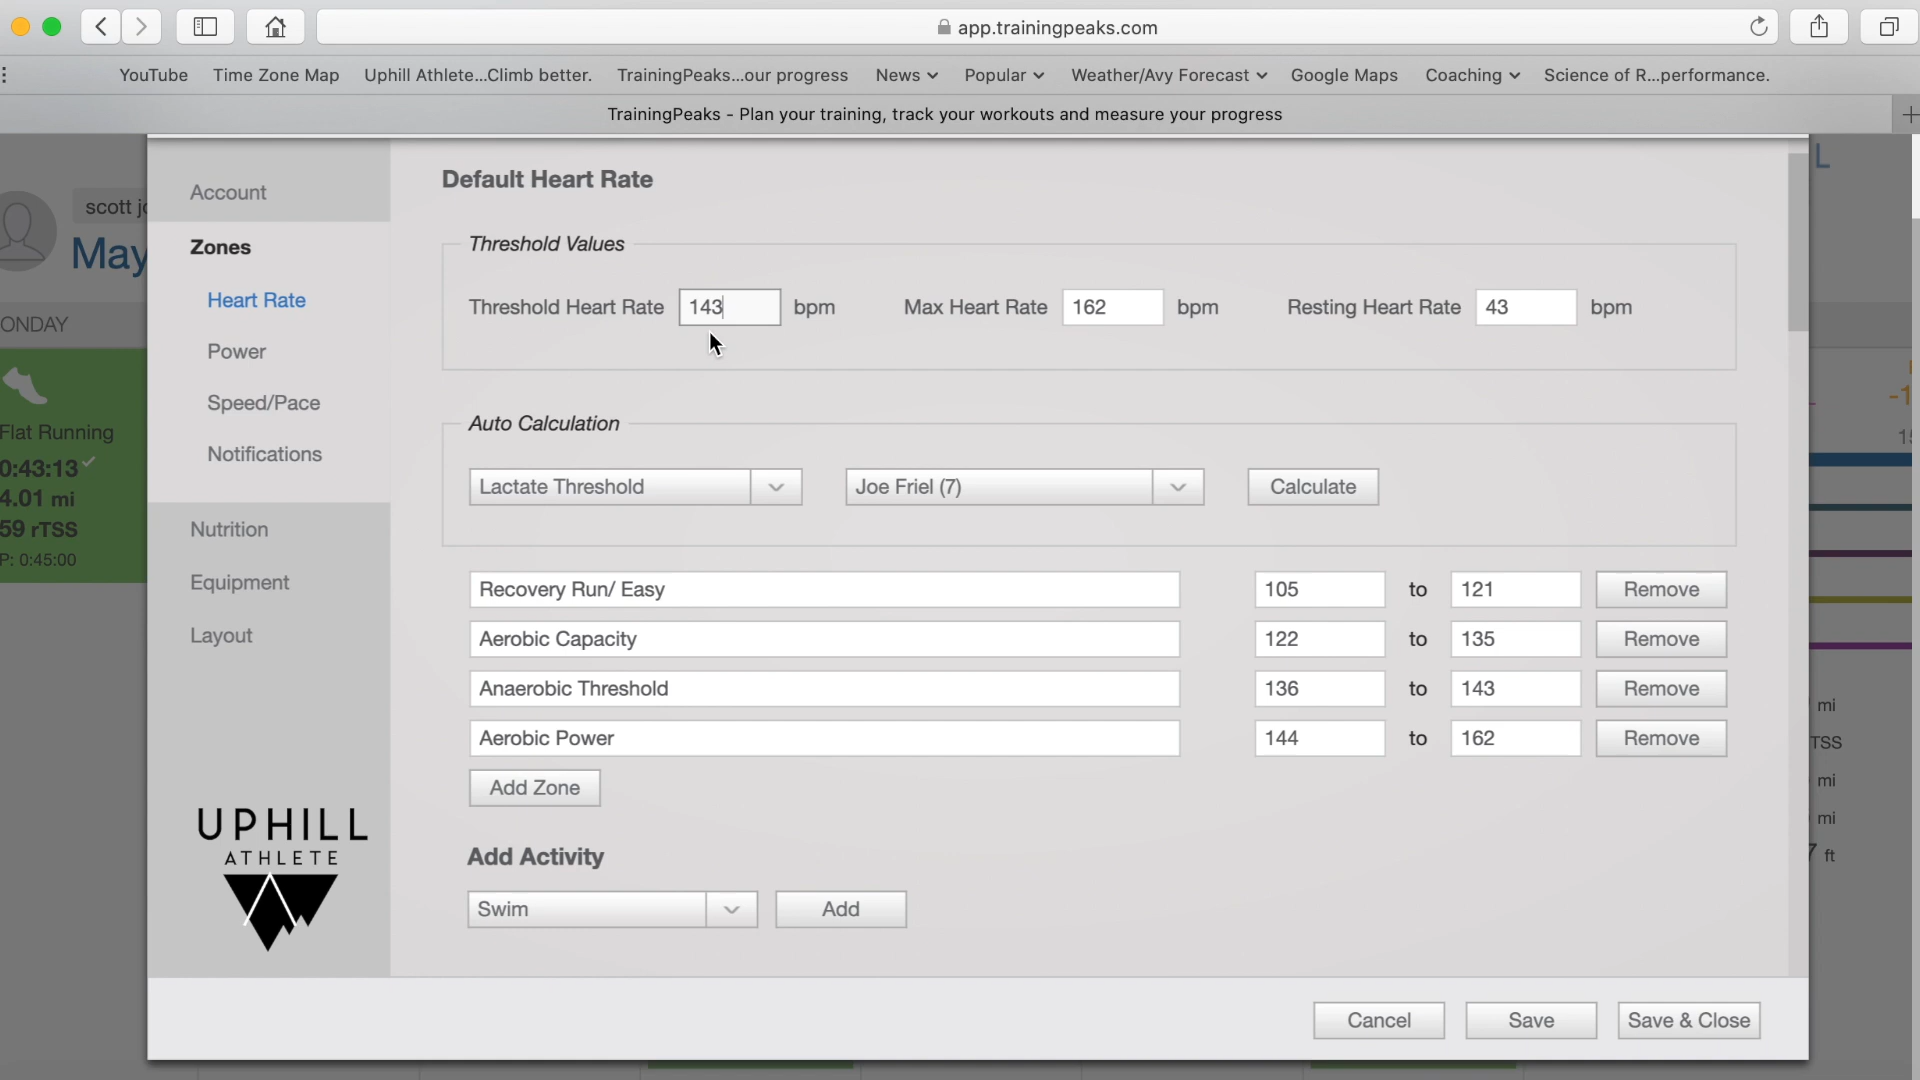 app.trainingpeaks.com
YouTube Time Zone Map Uphill Athlete...Climb better. TrainingPeaks...our progress News Popular Weather/Avy Forecast Google Maps Coaching Science of R...performance.
TrainingPeaks - Plan your training, track your workouts and measure your progress
L
scott jo
May
ONDAY
Flat Running
0:43:13
4.01 mi
59 rTSS
P: 0:45:00
Account
Zones
Heart Rate
Power
Speed/Pace
Notifications
Nutrition
Equipment
Layout
UPHILL
ATHLETE
Default Heart Rate
Threshold Values
Threshold Heart Rate 143 bpm Max Heart Rate 162 bpm Resting Heart Rate 43 bpm
Auto Calculation
Lactate Threshold Joe Friel (7) Calculate
Recovery Run/ Easy 105 to 121 Remove
Aerobic Capacity 122 to 135 Remove
Anaerobic Threshold 136 to 143 Remove
Aerobic Power 144 to 162 Remove
Add Zone
Add Activity
Swim Add
Cancel Save Save & Close
mi
TSS
mi
mi
7 ft